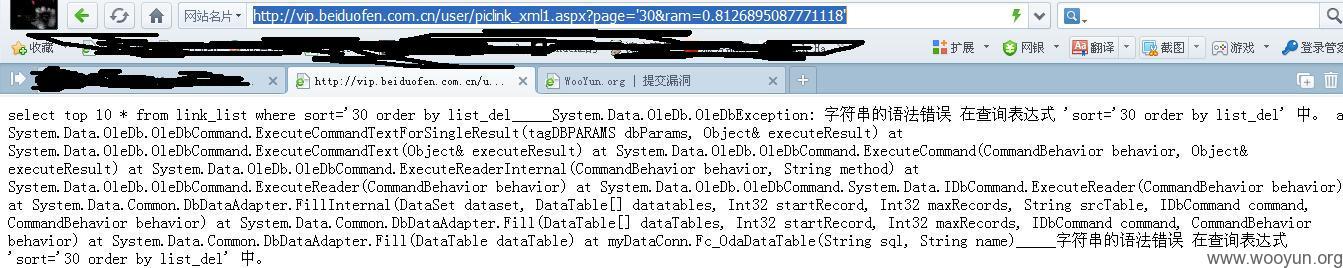 网站名片
http://vip.beiduofen.com.cn/user/piclink_xml1.aspx?page='30&ram=0.8126895087771118'
收藏 扩展 网银 翻译 截图 游戏 登录管家
http://vip.beiduofen.com.cn/u... WooYun.org | 提交漏洞
select top 10 * from link_list where sort='30 order by list_del_____System.Data.OleDb.OleDbException: 字符串的语法错误 在查询表达式 'sort='30 order by list_del' 中。 a
System.Data.OleDb.OleDbCommand.ExecuteCommandTextForSingleResult(tagDBPARAMS dbParams, Object& executeResult) at
System.Data.OleDb.OleDbCommand.ExecuteCommandText(Object& executeResult) at System.Data.OleDb.OleDbCommand.ExecuteCommand(CommandBehavior behavior, Object&
executeResult) at System.Data.OleDb.OleDbCommand.ExecuteReaderInternal(CommandBehavior behavior, String method) at
System.Data.OleDb.OleDbCommand.ExecuteReader(CommandBehavior behavior) at System.Data.OleDb.OleDbCommand.System.Data.IDbCommand.ExecuteReader(CommandBehavior behavior)
at System.Data.Common.DbDataAdapter.FillInternal(DataSet dataset, DataTable[] datatables, Int32 startRecord, Int32 maxRecords, String srcTable, IDbCommand command,
CommandBehavior behavior) at System.Data.Common.DbDataAdapter.Fill(DataTable[] dataTables, Int32 startRecord, Int32 maxRecords, IDbCommand command, CommandBehavior
behavior) at System.Data.Common.DbDataAdapter.Fill(DataTable dataTable) at myDataConn.Fc_OdaDataTable(String sql, String name)_____字符串的语法错误 在查询表达式
'sort='30 order by list_del' 中。
www.wooyun.org